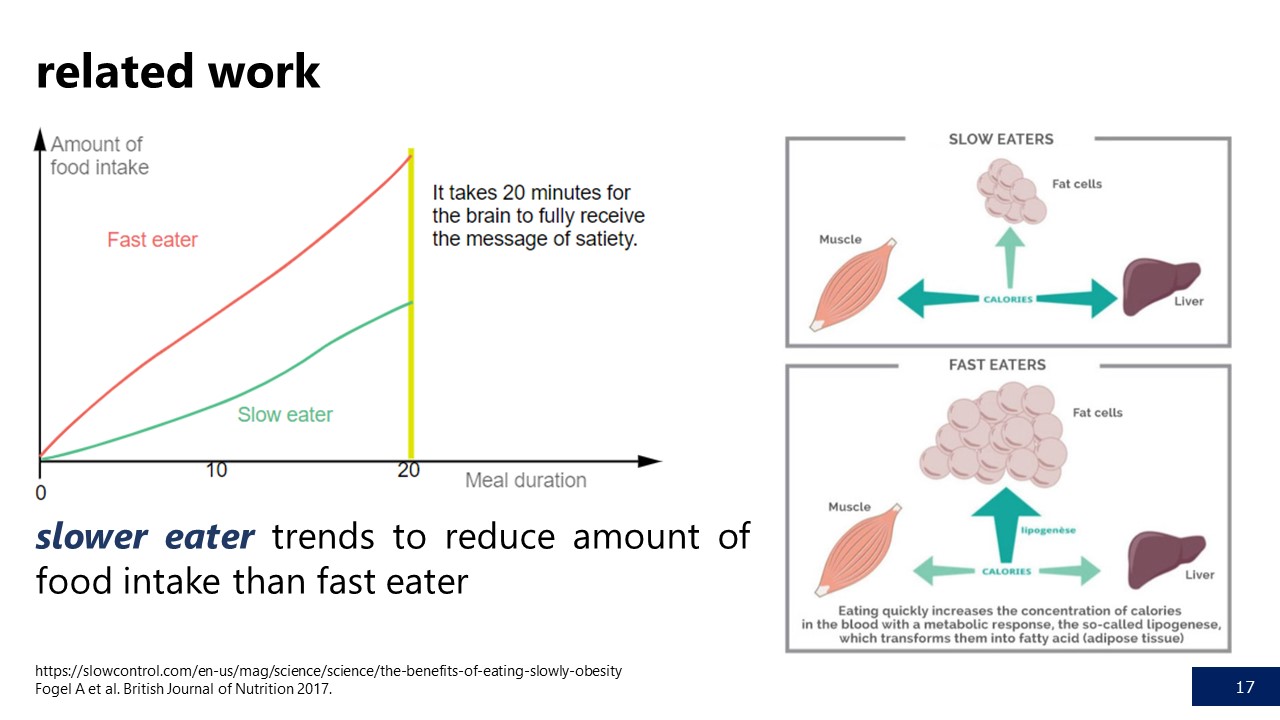 related work
Amount of
food intake
Fast eater
Slow eater
It takes 20 minutes for
the brain to fully receive
the message of satiety.
0
10
20
Meal duration
slower eater trends to reduce amount of
food intake than fast eater
SLOW EATERS
Fat cells
Muscle
CALORIES
Liver
FAST EATERS
Fat cells
Muscle
lipogenèse
CALORIES
Liver
Eating quickly increases the concentration of calories
in the blood with a metabolic response, the so-called lipogenese,
which transforms them into fatty acid (adipose tissue)
https://slowcontrol.com/en-us/mag/science/science/the-benefits-of-eating-slowly-obesity
Fogel A et al. British Journal of Nutrition 2017.
17